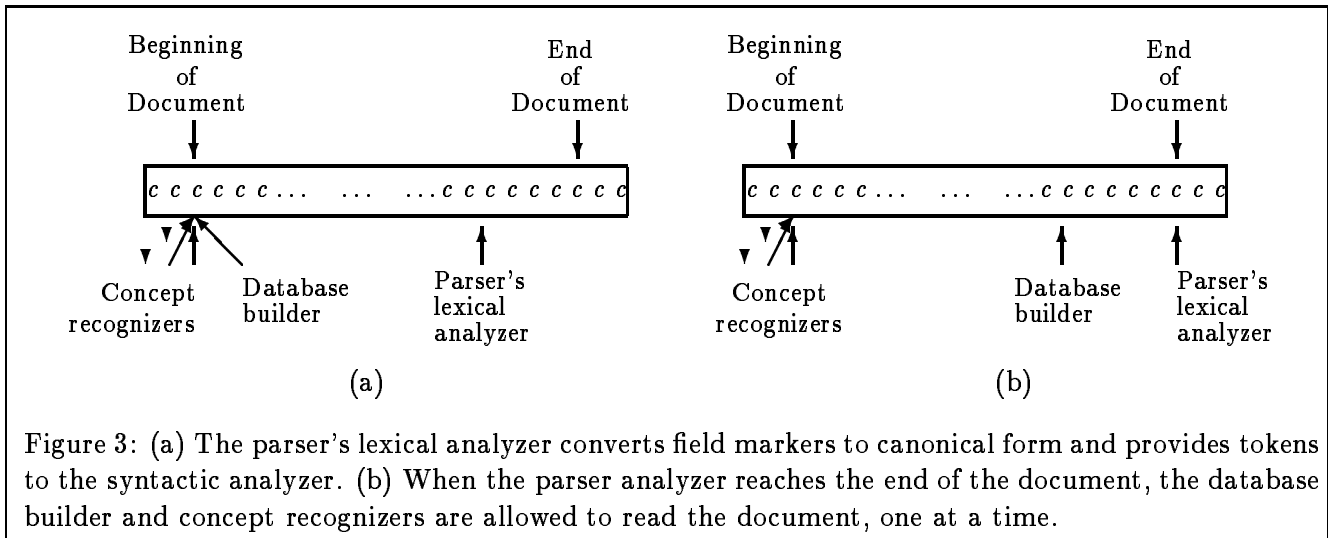 Beginning
of
Document
End
of
Document
c c c c c c ... ... ... c c c c c c c c c
Concept
recognizers
Database
builder
Parser's
lexical
analyzer
(a)
Beginning
of
Document
End
of
Document
c c c c c c ... ... ... c c c c c c c c c
Concept
recognizers
Database
builder
Parser's
lexical
analyzer
(b)
Figure 3: (a) The parser's lexical analyzer converts field markers to canonical form and provides tokens
to the syntactic analyzer. (b) When the parser analyzer reaches the end of the document, the database
builder and concept recognizers are allowed to read the document, one at a time.